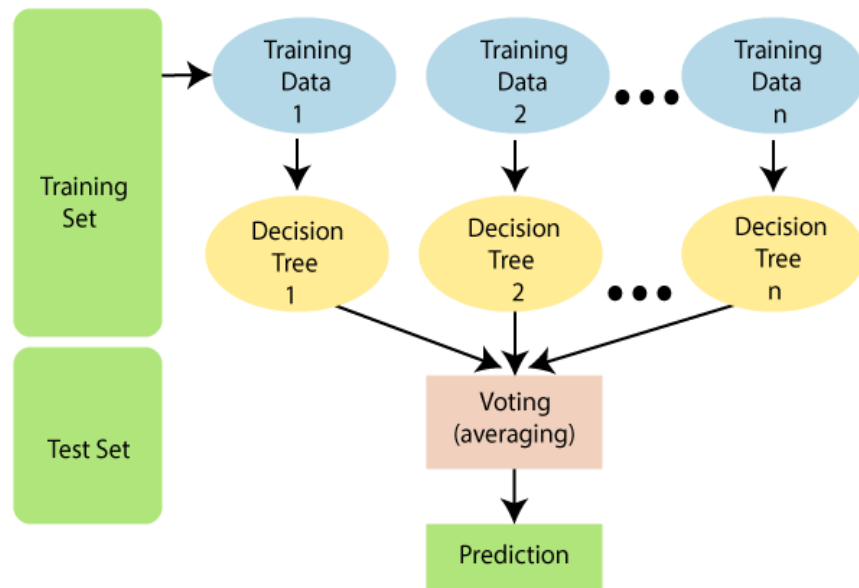 Training
Set
Test Set
Training
Data
1
Training
Data
2
Training
Data
n
Decision
Tree
1
Decision
Tree
2
Decision
Tree
n
Voting
(averaging)
Prediction